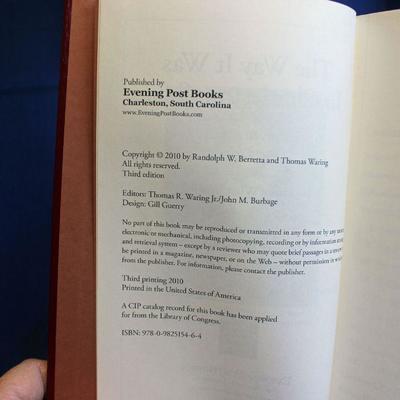 Published by
Evening Post Books
Charleston, South Carolina
www.EveningPostBooks.com
Copyright © 2010 by Randolph W. Berretta and Thomas Waring
All rights reserved.
Third edition
Editors: Thomas R. Waring Jr./John M. Burbage
Design: Gill Guerry
No part of this book may be reproduced or transmitted in any form or by any
electronic or mechanical, including photocopying, recording or by information
and retrieval system – except by a reviewer who may quote brief passages in a
be printed in a magazine, newspaper, or on the Web – without permission in
from the publisher. For information, please contact the publisher.
Third printing 2010
Printed in the United States of America
A CIP catalog record for this book has been applied
for from the Library of Congress.
ISBN: 978-0-9825154-6-4